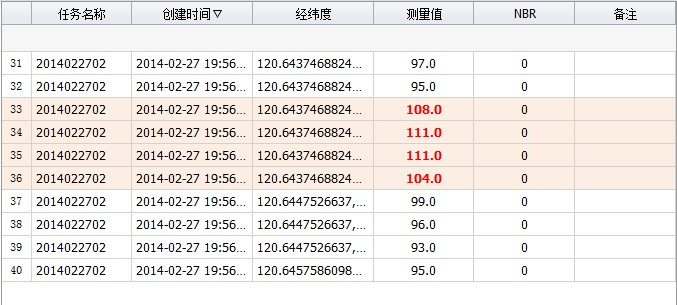 任务名称 创建时间▽ 经纬度 测量值 NBR 备注
31 2014022702 2014-02-27 19:56... 120.6437468824... 97.0 0
32 2014022702 2014-02-27 19:56... 120.6437468824... 95.0 0
33 2014022702 2014-02-27 19:56... 120.6437468824... 108.0 0
34 2014022702 2014-02-27 19:56... 120.6437468824... 111.0 0
35 2014022702 2014-02-27 19:56... 120.6437468824... 111.0 0
36 2014022702 2014-02-27 19:56... 120.6437468824... 104.0 0
37 2014022702 2014-02-27 19:56... 120.6447526637,... 99.0 0
38 2014022702 2014-02-27 19:56... 120.6447526637,... 96.0 0
39 2014022702 2014-02-27 19:56... 120.6447526637,... 93.0 0
40 2014022702 2014-02-27 19:56... 120.6457586098... 95.0 0